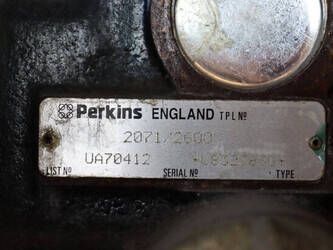 Perkins ENGLAND TPL Nº
2071/2600
UA70412
LIST Nº SERIAL Nº TYPE